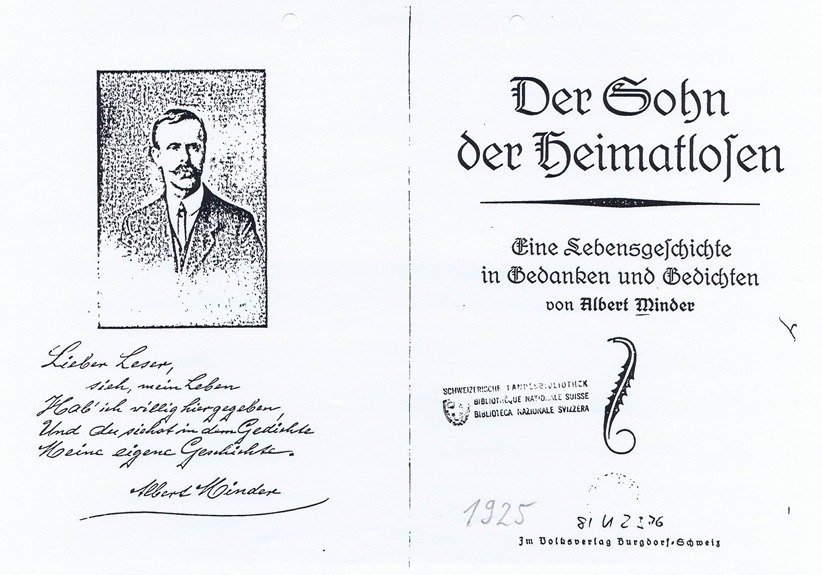 Lieber Leser,
sieh, mein Leben
Hab' ich willig hiergegeben,
Und du siehst in dem Gedichte
Meine eigene Geschichte.
Albert Minder
Der Sohn
der Heimatlosen
Eine Lebensgeschichte
in Gedanken und Gedichten
von Albert Minder
SCHWEIZERISCHE LANDESBIBLIOTHEK
BIBLIOTHÈQUE NATIONALE SUISSE
BIBLIOTECA NAZIONALE SVIZZERA
1925
Im Volksverlag Burgdorf-Schweiz